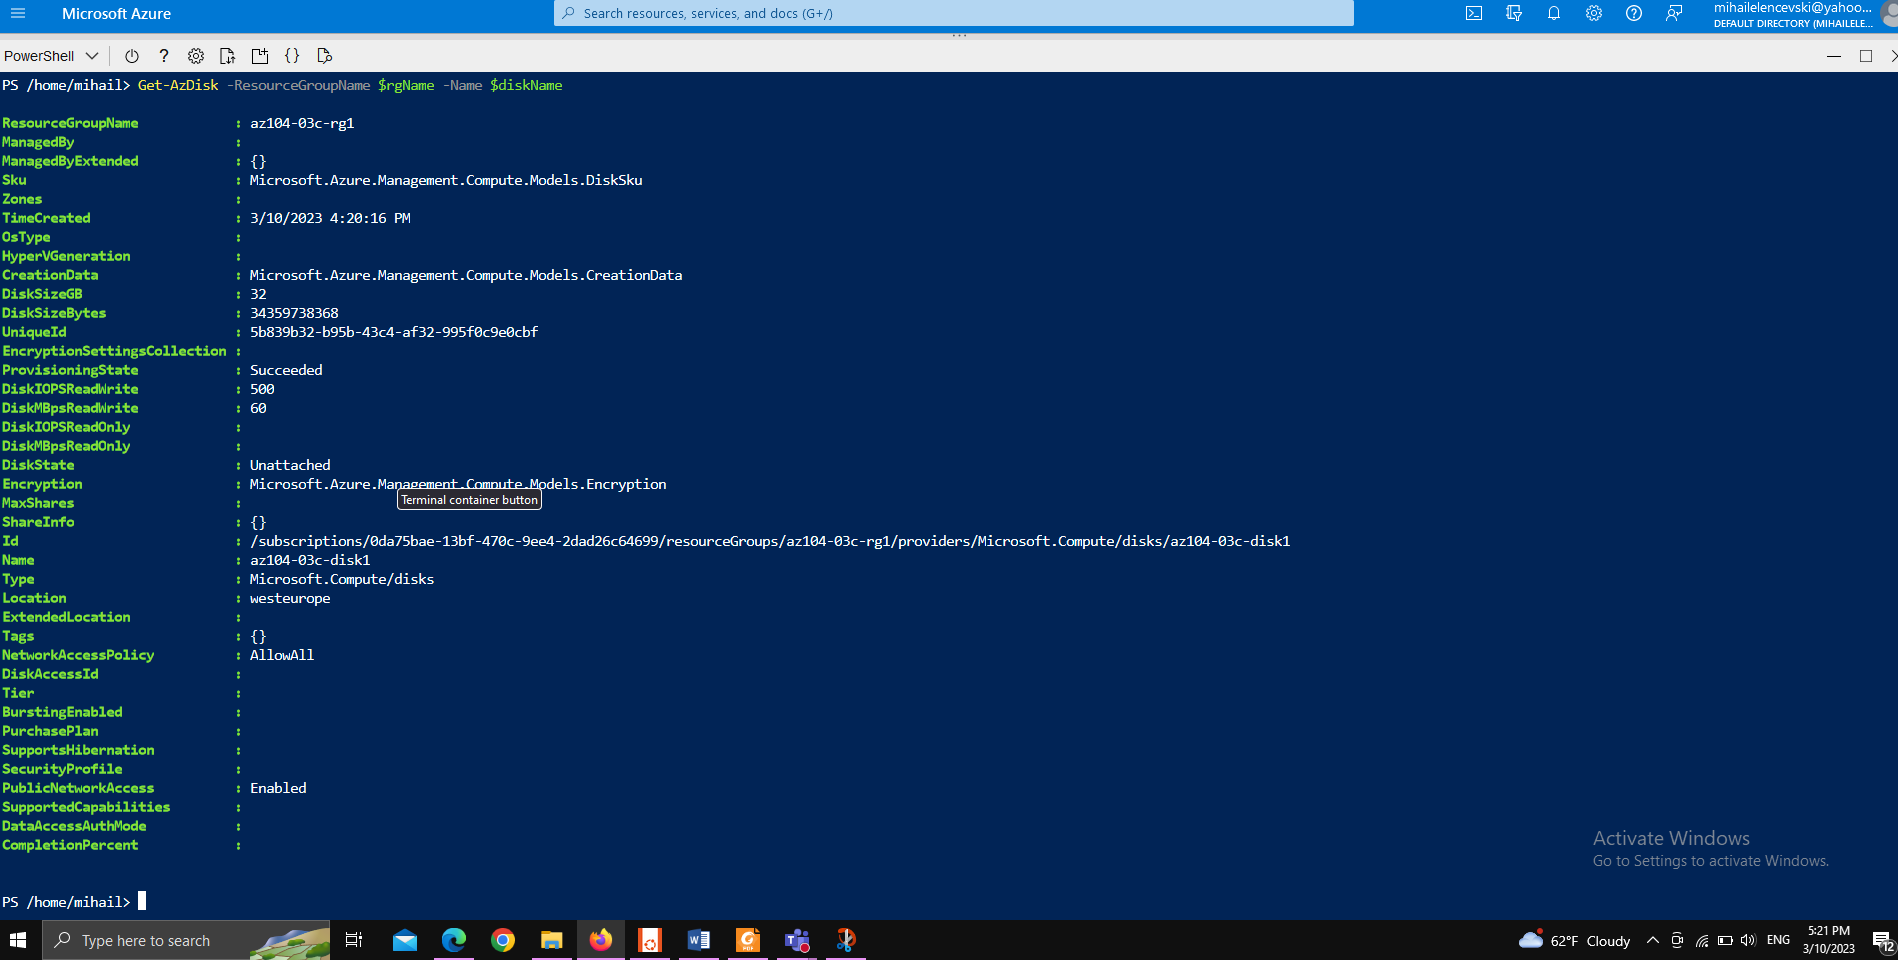 Microsoft Azure
Search resources, services, and docs (G+/)
mihailelencevski@yahoo...
DEFAULT DIRECTORY (MIHAILELE...
PowerShell
PS /home/mihail> Get-AzDisk -ResourceGroupName $rgName -Name $diskName
ResourceGroupName : az104-03c-rg1
ManagedBy :
ManagedByExtended : {}
Sku : Microsoft.Azure.Management.Compute.Models.DiskSku
Zones :
TimeCreated : 3/10/2023 4:20:16 PM
OsType :
HyperVGeneration :
CreationData : Microsoft.Azure.Management.Compute.Models.CreationData
DiskSizeGB : 32
DiskSizeBytes : 34359738368
UniqueId : 5b839b32-b95b-43c4-af32-995f0c9e0cbf
EncryptionSettingsCollection :
ProvisioningState : Succeeded
DiskIOPSReadWrite : 500
DiskMBpsReadWrite : 60
DiskIOPSReadOnly :
DiskMBpsReadOnly :
DiskState : Unattached
Encryption : Microsoft.Azure.Management.Compute.Models.Encryption
Terminal container button
MaxShares :
ShareInfo : {}
Id : /subscriptions/0da75bae-13bf-470c-9ee4-2dad26c64699/resourceGroups/az104-03c-rg1/providers/Microsoft.Compute/disks/az104-03c-disk1
Name : az104-03c-disk1
Type : Microsoft.Compute/disks
Location : westeurope
ExtendedLocation :
Tags : {}
NetworkAccessPolicy : AllowAll
DiskAccessId :
Tier :
BurstingEnabled :
PurchasePlan :
SupportsHibernation :
SecurityProfile :
PublicNetworkAccess : Enabled
SupportedCapabilities :
DataAccessAuthMode :
CompletionPercent :
Activate Windows
Go to Settings to activate Windows.
PS /home/mihail>
Type here to search
62°F Cloudy
ENG
5:21 PM
3/10/2023
12